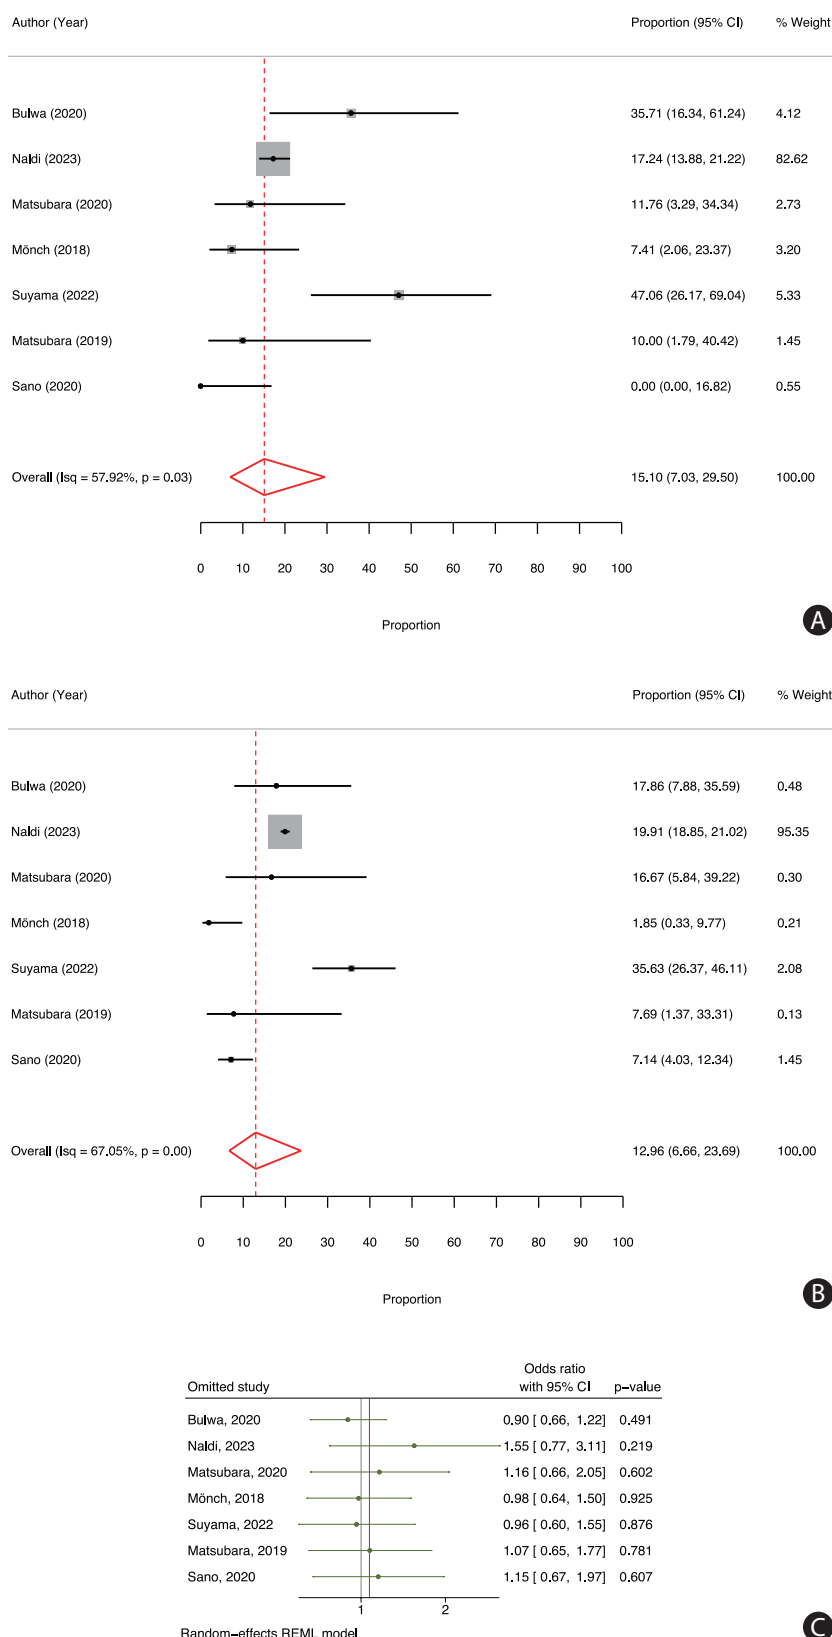 Author (Year) Proportion (95% CI) % Weight
Bulwa (2020) 35.71 (16.34, 61.24) 4.12
Naldi (2023) 17.24 (13.88, 21.22) 82.62
Matsubara (2020) 11.76 (3.29, 34.34) 2.73
Mönch (2018) 7.41 (2.06, 23.37) 3.20
Suyama (2022) 47.06 (26.17, 69.04) 5.33
Matsubara (2019) 10.00 (1.79, 40.42) 1.45
Sano (2020) 0.00 (0.00, 16.82) 0.55
Overall (Isq = 57.92%, p = 0.03) 15.10 (7.03, 29.50) 100.00
0 10 20 30 40 50 60 70 80 90 100
Proportion
A
Author (Year) Proportion (95% CI) % Weight
Bulwa (2020) 17.86 (7.88, 35.59) 0.48
Naldi (2023) 19.91 (18.85, 21.02) 95.35
Matsubara (2020) 16.67 (5.84, 39.22) 0.30
Mönch (2018) 1.85 (0.33, 9.77) 0.21
Suyama (2022) 35.63 (26.37, 46.11) 2.08
Matsubara (2019) 7.69 (1.37, 33.31) 0.13
Sano (2020) 7.14 (4.03, 12.34) 1.45
Overall (Isq = 67.05%, p = 0.00) 12.96 (6.66, 23.69) 100.00
0 10 20 30 40 50 60 70 80 90 100
Proportion
B
Odds ratio
Omitted study with 95% CI p−value
Bulwa, 2020 0.90 [ 0.66, 1.22] 0.491
Naldi, 2023 1.55 [ 0.77, 3.11] 0.219
Matsubara, 2020 1.16 [ 0.66, 2.05] 0.602
Mönch, 2018 0.98 [ 0.64, 1.50] 0.925
Suyama, 2022 0.96 [ 0.60, 1.55] 0.876
Matsubara, 2019 1.07 [ 0.65, 1.77] 0.781
Sano, 2020 1.15 [ 0.67, 1.97] 0.607
1 2
Random−effects REML model
C